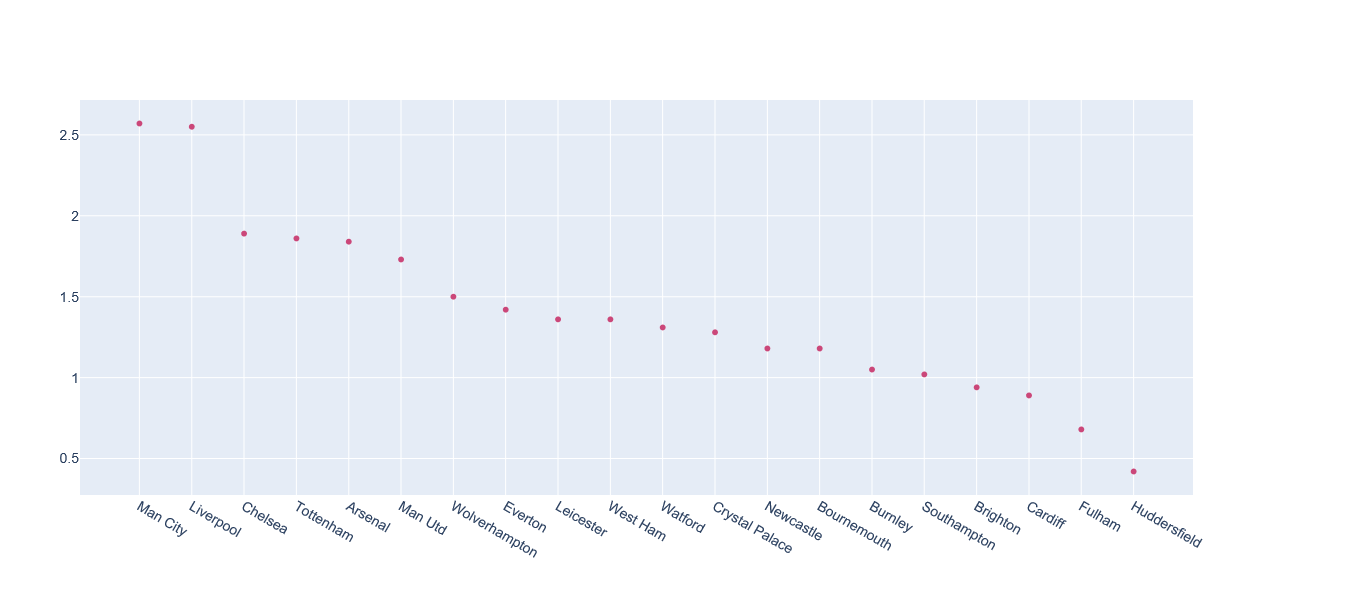 2.5
2
1.5
1
0.5
Man City
Liverpool
Chelsea
Tottenham
Arsenal
Man Utd
Wolverhampton
Everton
Leicester
West Ham
Watford
Crystal Palace
Newcastle
Bournemouth
Burnley
Southampton
Brighton
Cardiff
Fulham
Huddersfield